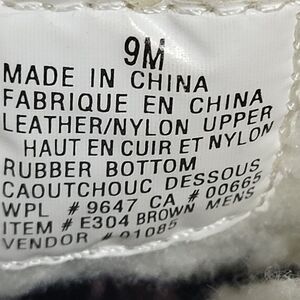 9M
MADE IN CHINA
FABRIQUE EN CHINA
LEATHER/NYLON UPPER
HAUT EN CUIR ET NYLON
RUBBER BOTTOM
CAOUTCHOUC DESSOUS
WPL # 9647 CA # 00665
ITEM # E304 BROWN MENS
VENDOR # 01085